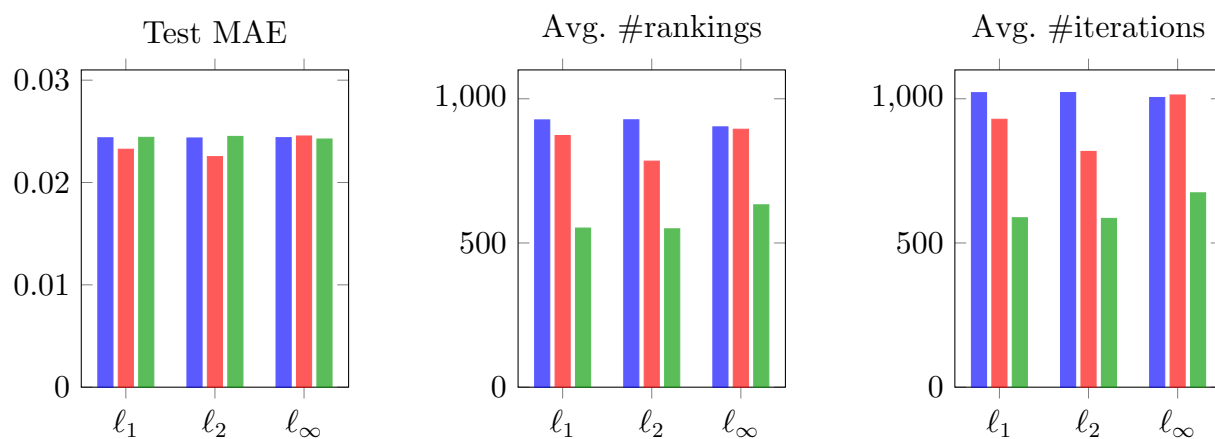 Test MAE
0.03
0.02
0.01
0
ℓ₁ ℓ₂ ℓ∞
Avg. #rankings
1,000
500
0
ℓ₁ ℓ₂ ℓ∞
Avg. #iterations
1,000
500
0
ℓ₁ ℓ₂ ℓ∞